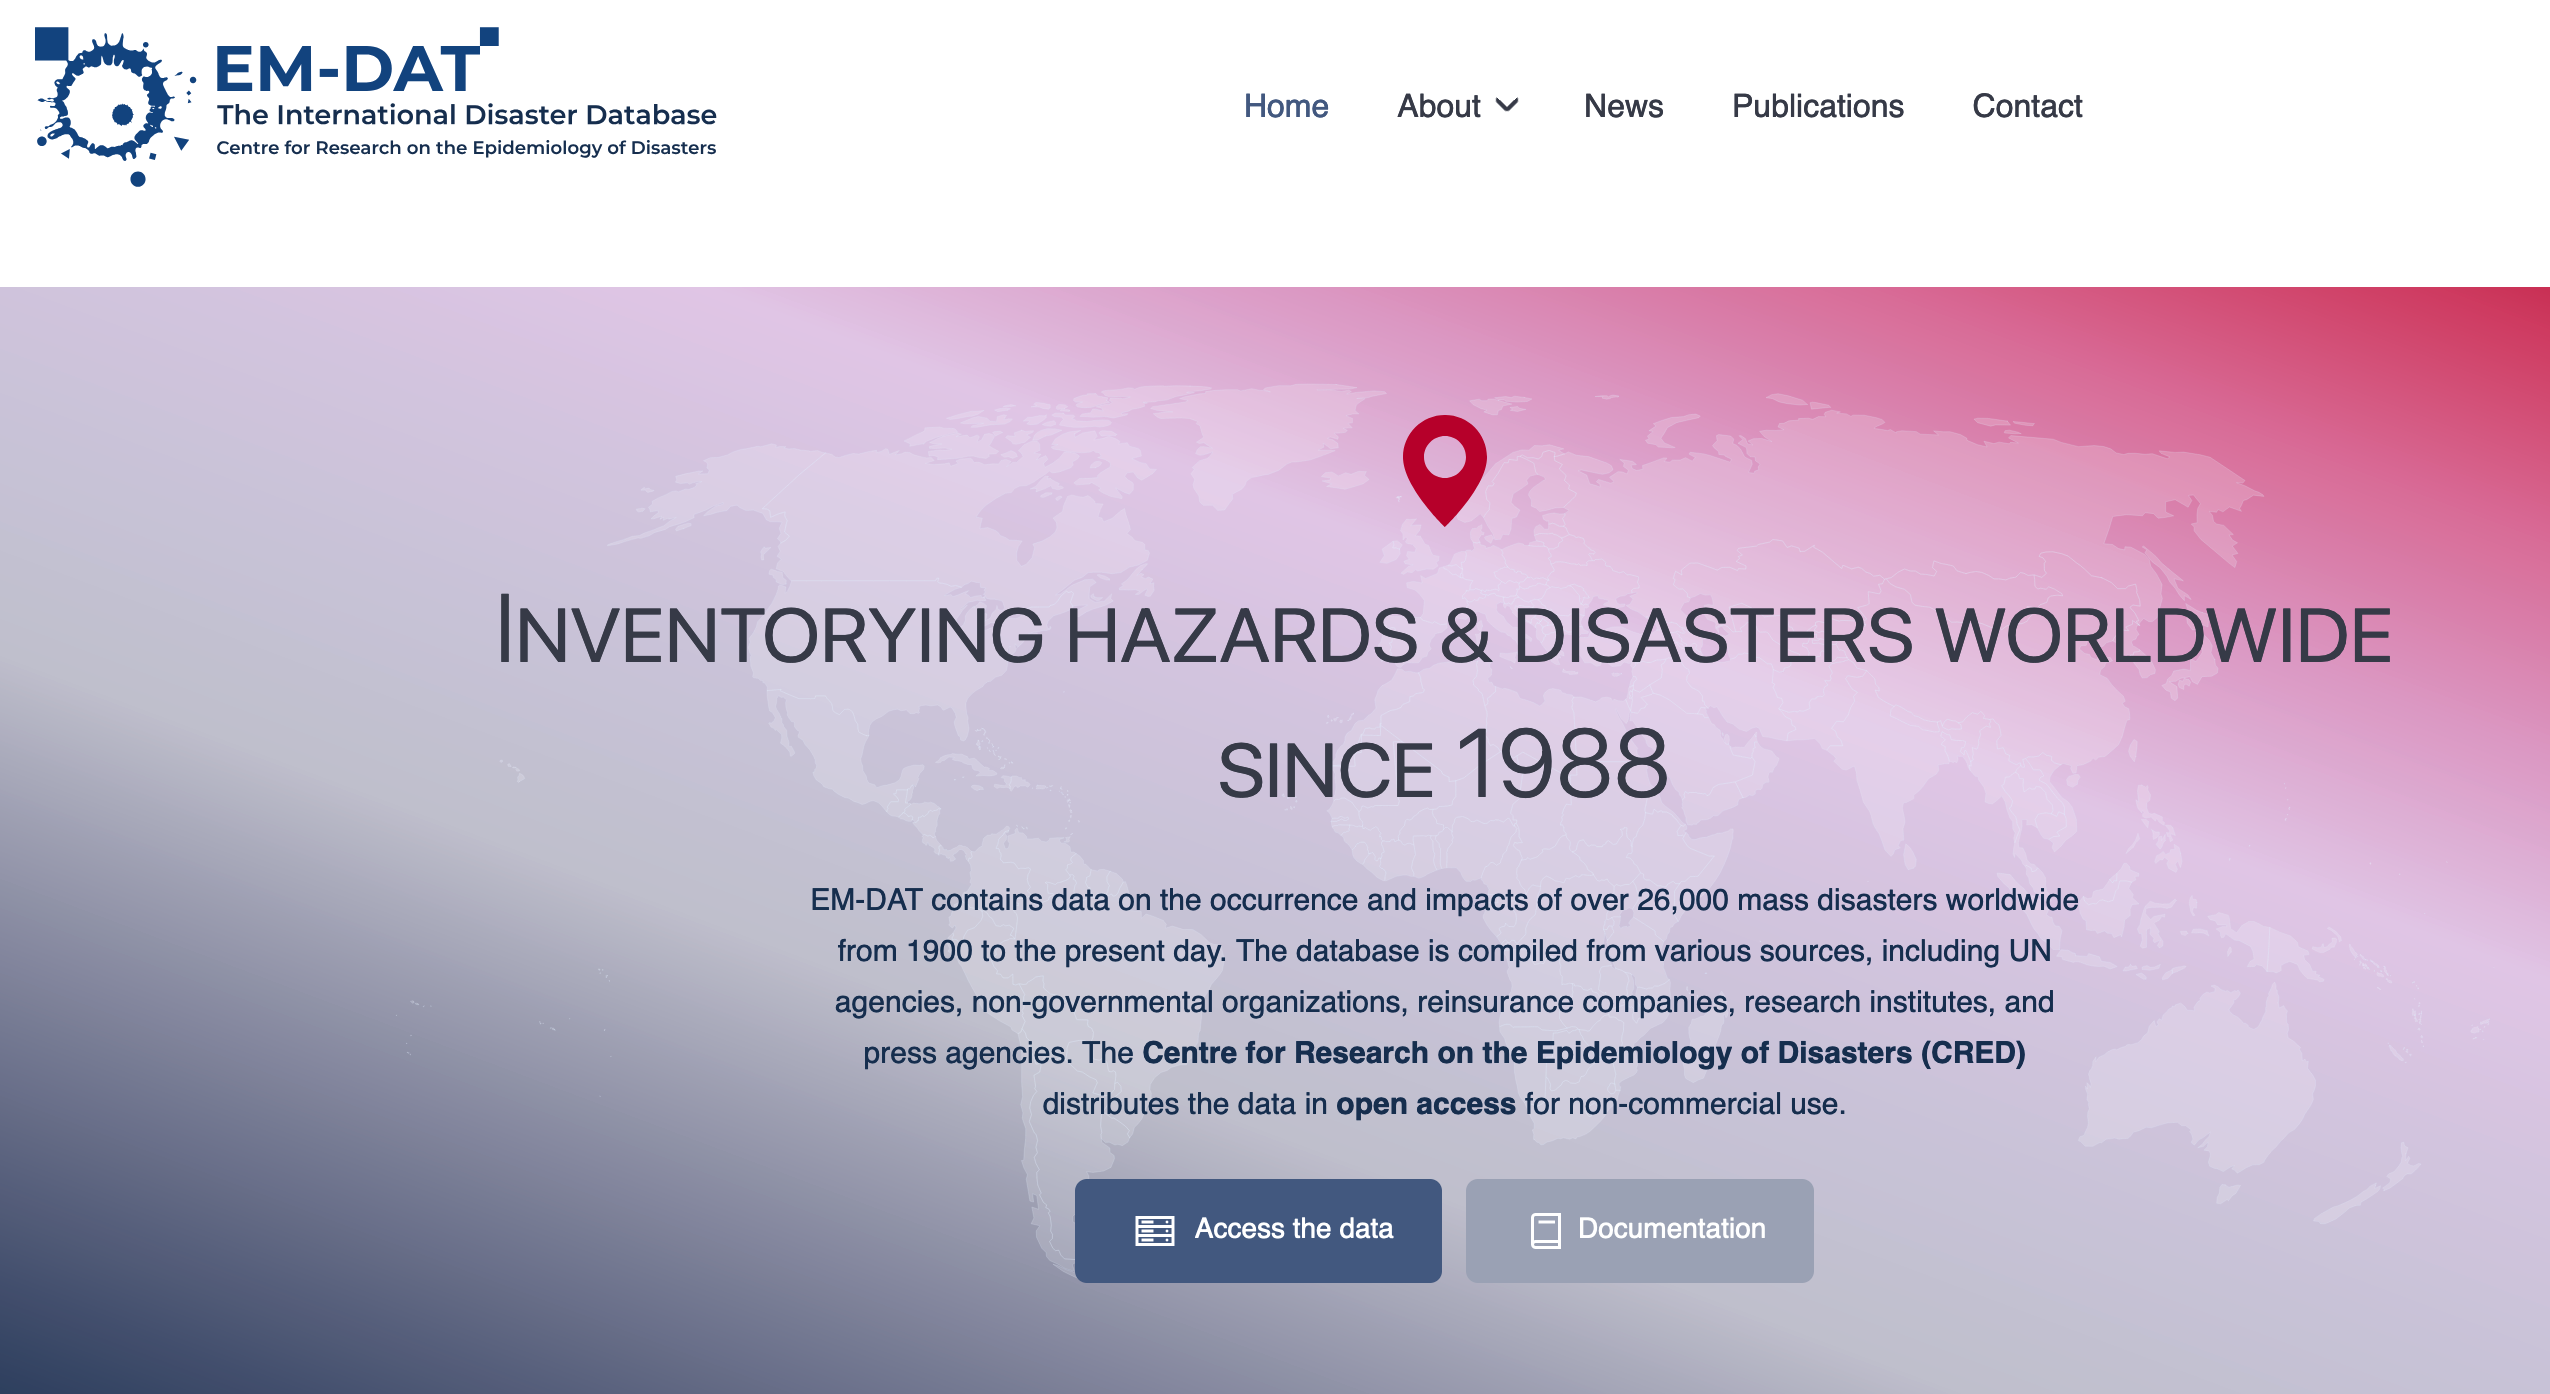 EM-DAT
The International Disaster Database
Centre for Research on the Epidemiology of Disasters
Home About News Publications Contact
Inventorying hazards & disasters worldwide
since 1988
EM-DAT contains data on the occurrence and impacts of over 26,000 mass disasters worldwide
from 1900 to the present day. The database is compiled from various sources, including UN
agencies, non-governmental organizations, reinsurance companies, research institutes, and
press agencies. The Centre for Research on the Epidemiology of Disasters (CRED)
distributes the data in open access for non-commercial use.
Access the data Documentation